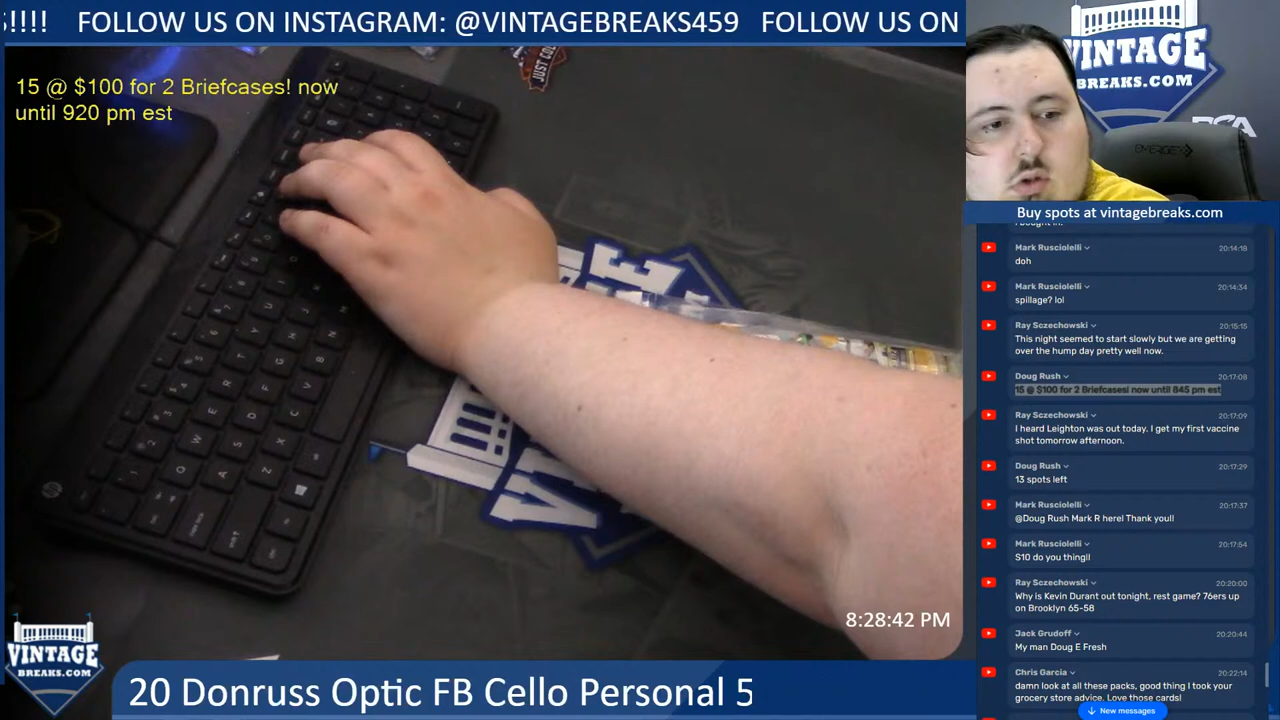 S!!!! FOLLOW US ON INSTAGRAM: @VINTAGEBREAKS459 FOLLOW US ON
15 @ $100 for 2 Briefcases! now
until 920 pm est
JUST COL
VINTAGE
BREAKS.COM
PSA
EMERGE
Buy spots at vintagebreaks.com
Mark Rusciolelli 20:14:18
doh
Mark Rusciolelli 20:14:34
spillage? lol
Ray Sczechowski 20:15:15
This night seemed to start slowly but we are getting
over the hump day pretty well now.
Doug Rush 20:17:08
15 @ $100 for 2 Briefcases! now until 845 pm est
Ray Sczechowski 20:17:09
I heard Leighton was out today. I get my first vaccine
shot tomorrow afternoon.
Doug Rush 20:17:29
13 spots left
Mark Rusciolelli 20:17:37
@Doug Rush Mark R here! Thank you!!
Mark Rusciolelli 20:17:54
S10 do you thing!!
Ray Sczechowski 20:20:00
Why is Kevin Durant out tonight, rest game? 76ers up
on Brooklyn 65-58
Jack Grudoff 20:20:44
My man Doug E Fresh
Chris Garcia 20:22:14
damn look at all these packs, good thing I took your
grocery store advice. Love those cards!
New messages
8:28:42 PM
VINTAGE
BREAKS.COM
20 Donruss Optic FB Cello Personal 5